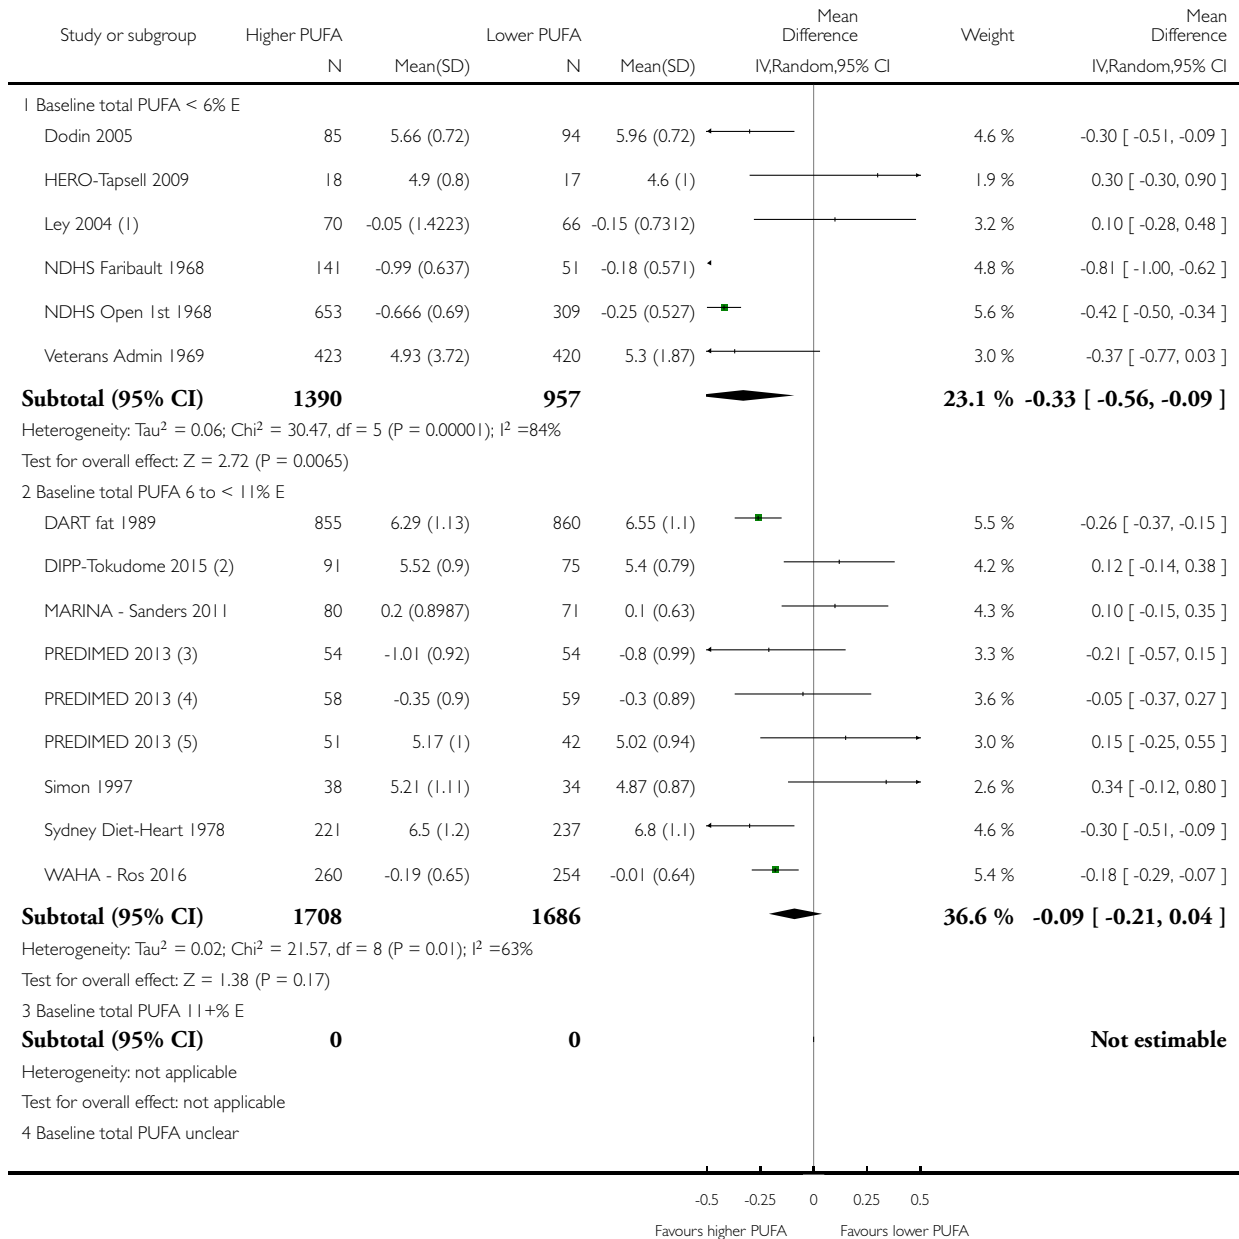 Study or subgroup Higher PUFA Lower PUFA Mean Difference Weight Mean Difference
N Mean(SD) N Mean(SD) IV,Random,95% CI IV,Random,95% CI
1 Baseline total PUFA < 6% E
Dodin 2005 85 5.66 (0.72) 94 5.96 (0.72) 4.6 % -0.30 [ -0.51, -0.09 ]
HERO-Tapsell 2009 18 4.9 (0.8) 17 4.6 (1) 1.9 % 0.30 [ -0.30, 0.90 ]
Ley 2004 (1) 70 -0.05 (1.4223) 66 -0.15 (0.7312) 3.2 % 0.10 [ -0.28, 0.48 ]
NDHS Faribault 1968 141 -0.99 (0.637) 51 -0.18 (0.571) 4.8 % -0.81 [ -1.00, -0.62 ]
NDHS Open 1st 1968 653 -0.666 (0.69) 309 -0.25 (0.527) 5.6 % -0.42 [ -0.50, -0.34 ]
Veterans Admin 1969 423 4.93 (3.72) 420 5.3 (1.87) 3.0 % -0.37 [ -0.77, 0.03 ]
Subtotal (95% CI) 1390 957 23.1 % -0.33 [ -0.56, -0.09 ]
Heterogeneity: Tau² = 0.06; Chi² = 30.47, df = 5 (P = 0.00001); I² =84%
Test for overall effect: Z = 2.72 (P = 0.0065)
2 Baseline total PUFA 6 to < 11% E
DART fat 1989 855 6.29 (1.13) 860 6.55 (1.1) 5.5 % -0.26 [ -0.37, -0.15 ]
DIPP-Tokudome 2015 (2) 91 5.52 (0.9) 75 5.4 (0.79) 4.2 % 0.12 [ -0.14, 0.38 ]
MARINA - Sanders 2011 80 0.2 (0.8987) 71 0.1 (0.63) 4.3 % 0.10 [ -0.15, 0.35 ]
PREDIMED 2013 (3) 54 -1.01 (0.92) 54 -0.8 (0.99) 3.3 % -0.21 [ -0.57, 0.15 ]
PREDIMED 2013 (4) 58 -0.35 (0.9) 59 -0.3 (0.89) 3.6 % -0.05 [ -0.37, 0.27 ]
PREDIMED 2013 (5) 51 5.17 (1) 42 5.02 (0.94) 3.0 % 0.15 [ -0.25, 0.55 ]
Simon 1997 38 5.21 (1.11) 34 4.87 (0.87) 2.6 % 0.34 [ -0.12, 0.80 ]
Sydney Diet-Heart 1978 221 6.5 (1.2) 237 6.8 (1.1) 4.6 % -0.30 [ -0.51, -0.09 ]
WAHA - Ros 2016 260 -0.19 (0.65) 254 -0.01 (0.64) 5.4 % -0.18 [ -0.29, -0.07 ]
Subtotal (95% CI) 1708 1686 36.6 % -0.09 [ -0.21, 0.04 ]
Heterogeneity: Tau² = 0.02; Chi² = 21.57, df = 8 (P = 0.01); I² =63%
Test for overall effect: Z = 1.38 (P = 0.17)
3 Baseline total PUFA 11+% E
Subtotal (95% CI) 0 0 Not estimable
Heterogeneity: not applicable
Test for overall effect: not applicable
4 Baseline total PUFA unclear
-0.5 -0.25 0 0.25 0.5
Favours higher PUFA Favours lower PUFA